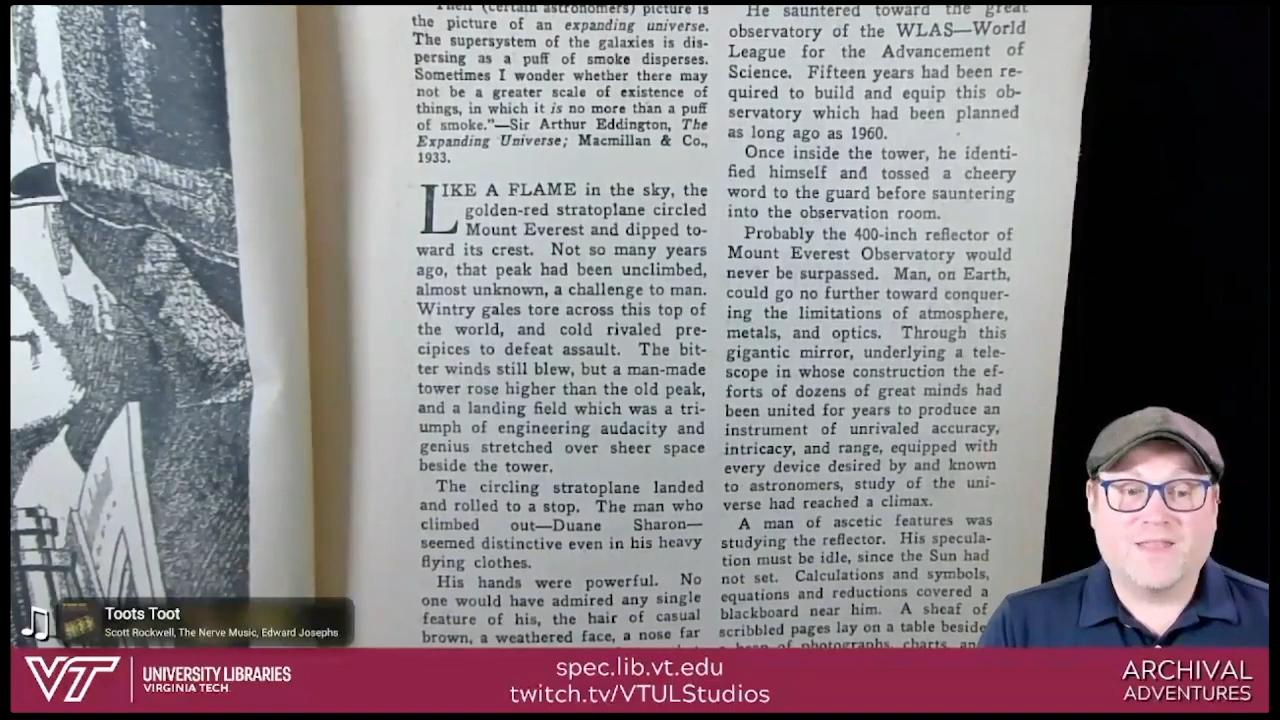 Their (certain astronomers) picture is
the picture of an expanding universe.
The supersystem of the galaxies is dis-
persing as a puff of smoke disperses.
Sometimes I wonder whether there may
not be a greater scale of existence of
things, in which it is no more than a puff
of smoke."—Sir Arthur Eddington, The
Expanding Universe; Macmillan & Co.,
1933.
LIKE A FLAME in the sky, the
golden-red stratoplane circled
Mount Everest and dipped to-
ward its crest. Not so many years
ago, that peak had been unclimbed,
almost unknown, a challenge to man.
Wintry gales tore across this top of
the world, and cold rivaled pre-
cipices to defeat assault. The bit-
ter winds still blew, but a man-made
tower rose higher than the old peak,
and a landing field which was a tri-
umph of engineering audacity and
genius stretched over sheer space
beside the tower.
The circling stratoplane landed
and rolled to a stop. The man who
climbed out—Duane Sharon—
seemed distinctive even in his heavy
flying clothes.
His hands were powerful. No
one would have admired any single
feature of his, the hair of casual
brown, a weathered face, a nose far
He sauntered toward the great
observatory of the WLAS—World
League for the Advancement of
Science. Fifteen years had been re-
quired to build and equip this ob-
servatory which had been planned
as long ago as 1960.
Once inside the tower, he identi-
fied himself and tossed a cheery
word to the guard before sauntering
into the observation room.
Probably the 400-inch reflector of
Mount Everest Observatory would
never be surpassed. Man, on Earth,
could go no further toward conquer-
ing the limitations of atmosphere,
metals, and optics. Through this
gigantic mirror, underlying a tele-
scope in whose construction the ef-
forts of dozens of great minds had
been united for years to produce an
instrument of unrivaled accuracy,
intricacy, and range, equipped with
every device desired by and known
to astronomers, study of the uni-
verse had reached a climax.
A man of ascetic features was
studying the reflector. His specula-
tion must be idle, since the Sun had
not set. Calculations and symbols,
equations and reductions covered a
blackboard near him. A sheaf of
scribbled pages lay on a table beside
a heap of photographs, charts, and
Toots Toot
Scott Rockwell, The Nerve Music, Edward Josephs
VT
UNIVERSITY LIBRARIES
VIRGINIA TECH
spec.lib.vt.edu
twitch.tv/VTULStudios
ARCHIVAL
ADVENTURES